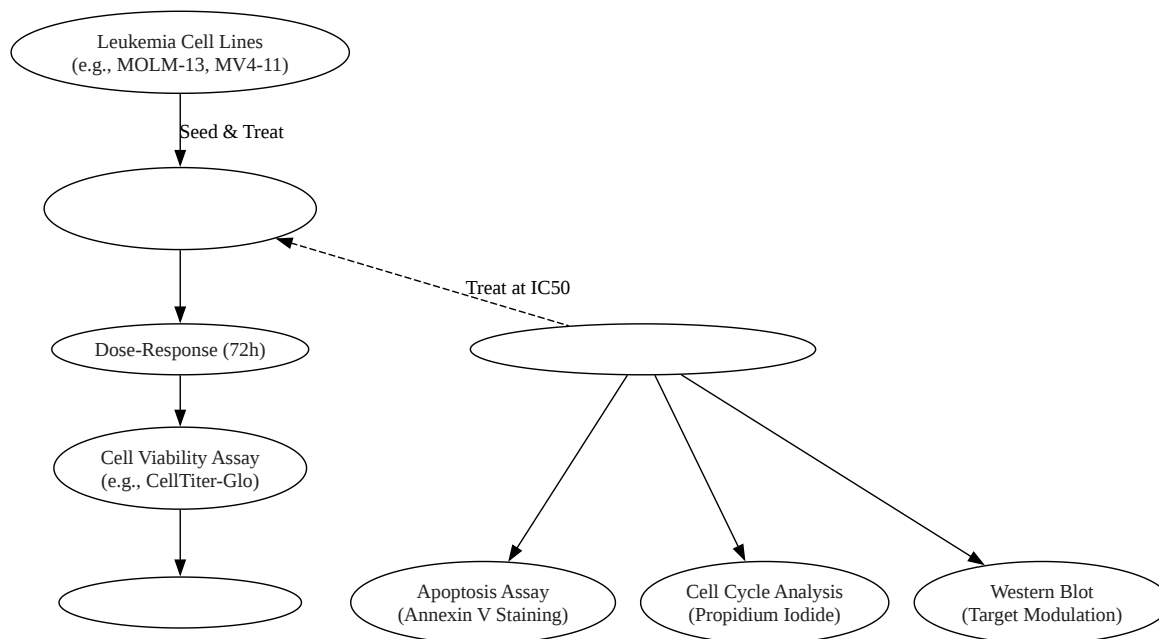 Leukemia Cell Lines
(e.g., MOLM-13, MV4-11)
Seed & Treat
Treat at IC50
Dose-Response (72h)
Cell Viability Assay
(e.g., CellTiter-Glo)
Apoptosis Assay
(Annexin V Staining)
Cell Cycle Analysis
(Propidium Iodide)
Western Blot
(Target Modulation)